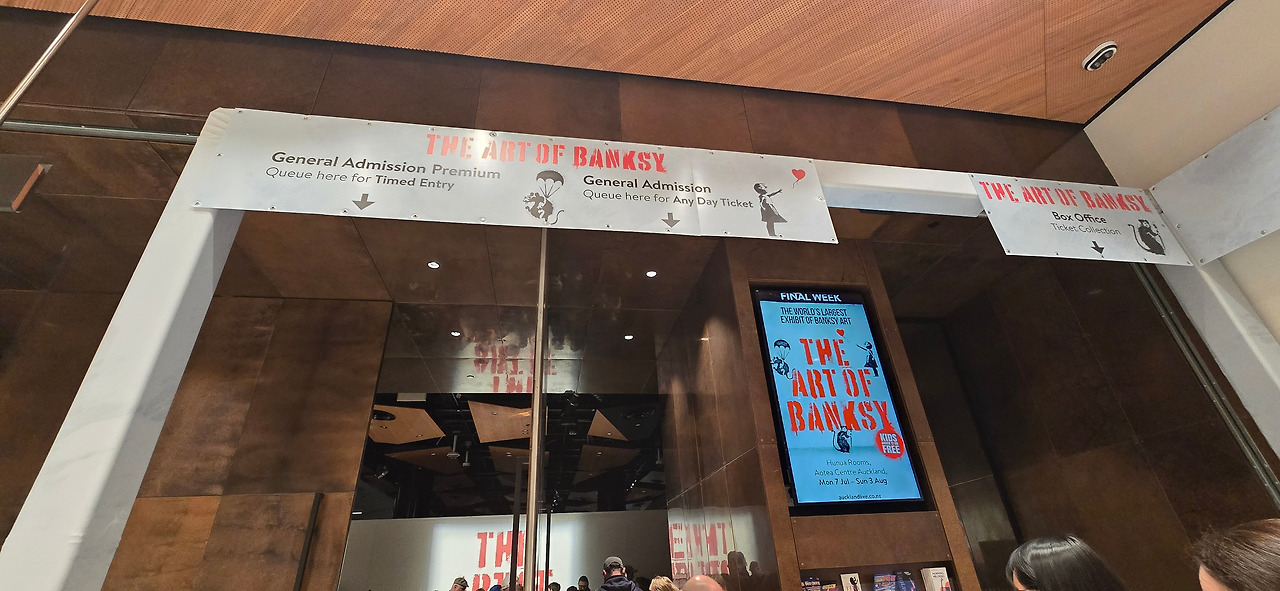 THE ART OF BANKSY
General Admission Premium
Queue here for Timed Entry
General Admission
Queue here for Any Day Ticket
THE ART OF BANKSY
Box Office
Ticket Collection
FINAL WEEK
THE WORLD'S LARGEST
EXHIBIT OF BANKSY ART
THE
ART OF
BANKSY
KIDS
FREE
Hunua Rooms,
Aotea Centre Auckland,
Mon 7 Jul – Sun 3 Aug
aucklandlive.co.nz
THE